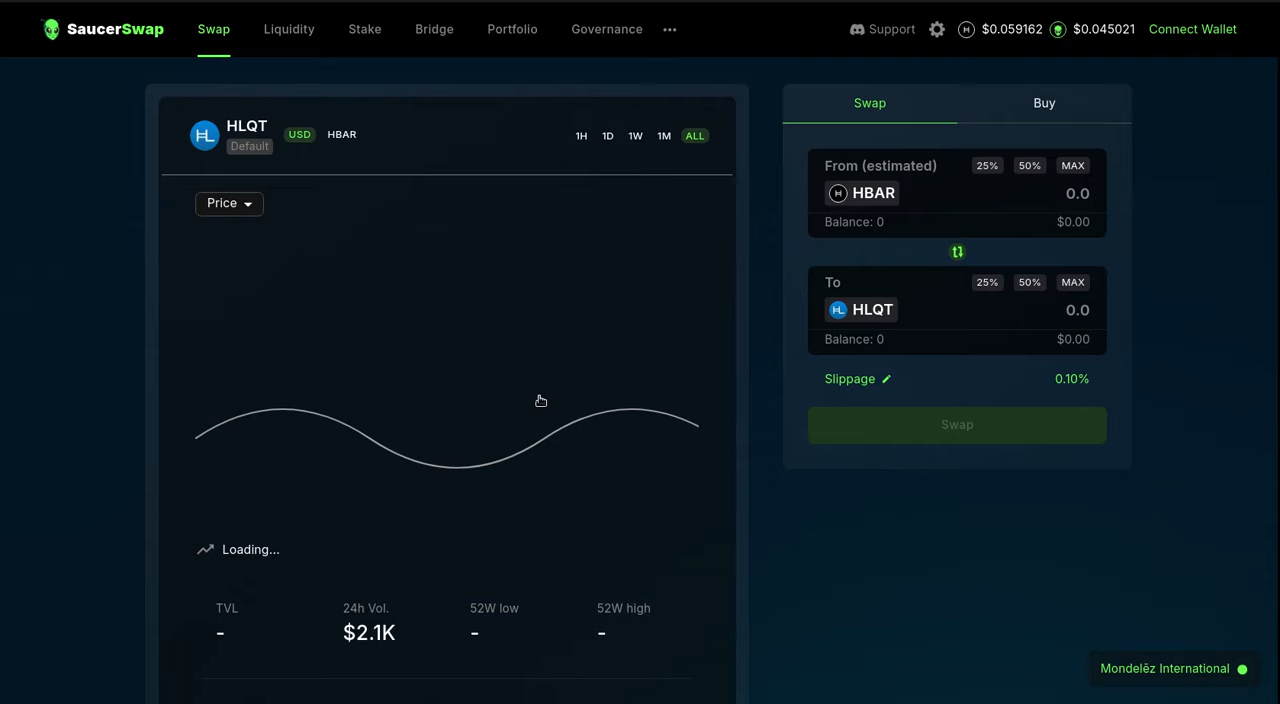 SaucerSwap Swap Liquidity Stake Bridge Portfolio Governance ••• Support $0.059162 $0.045021 Connect Wallet
HLQT
Default
USD HBAR 1H 1D 1W 1M ALL
Price
Loading...
TVL 24h Vol. 52W low 52W high
- $2.1K - -
Swap Buy
From (estimated) 25% 50% MAX
HBAR 0.0
Balance: 0 $0.00
To 25% 50% MAX
HL HLQT 0.0
Balance: 0 $0.00
Slippage 0.10%
Swap
Mondelēz International